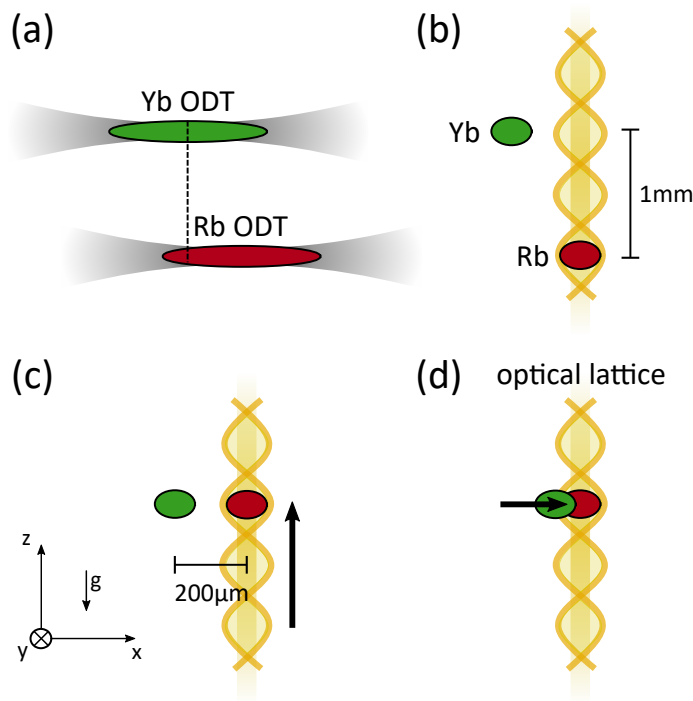 (a)
Yb ODT
Rb ODT
(b)
Yb
1mm
Rb
(c)
200μm
z
g
y
x
(d)
optical lattice